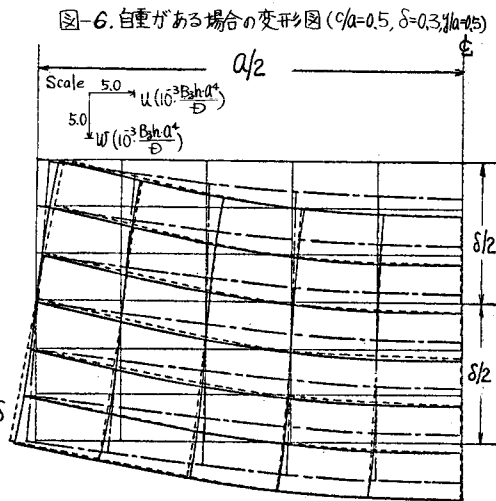 図-6. 自重がある場合の変形図 (c/a=0.5, δ=0.3, y/a=0.5)
℄
a/2
Scale 5.0
u (10⁻³ B₃h·a⁴/D)
5.0
w (10⁻³ B₃h·a⁴/D)
δ/2
δ/2